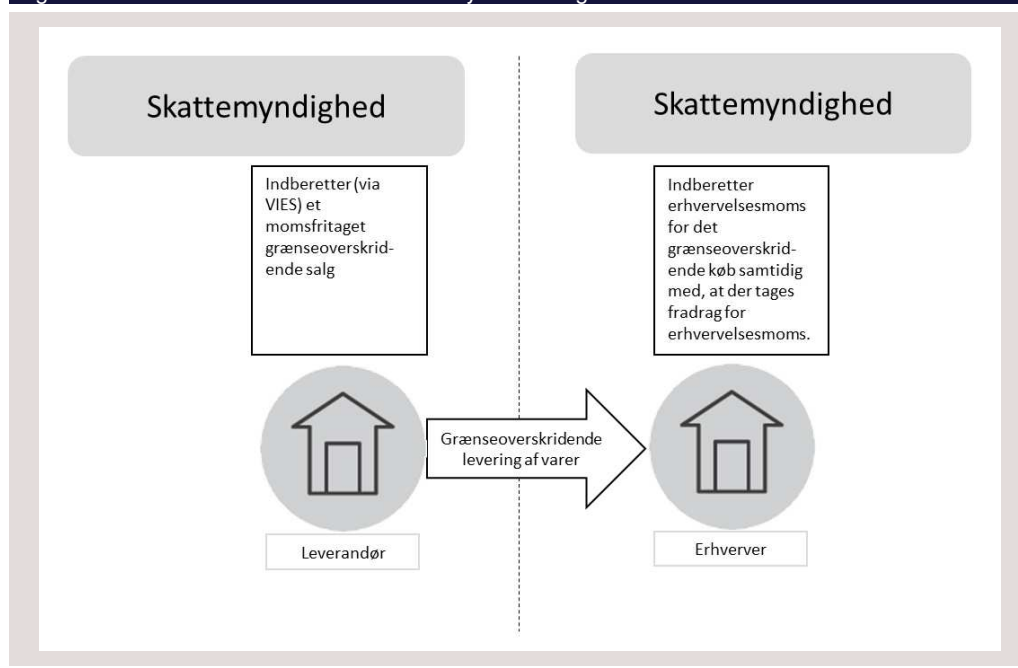 Skattemyndighed
Skattemyndighed
Indberetter (via
VIES) et
momsfritaget
grænseoverskrid-
ende salg
Indberetter
erhvervelsesmoms
for det
grænseoverskrid-
ende køb samtidig
med, at der tages
fradrag for
erhvervelsesmoms.
Grænseoverskridende
levering af varer
Leverandør
Erhverver